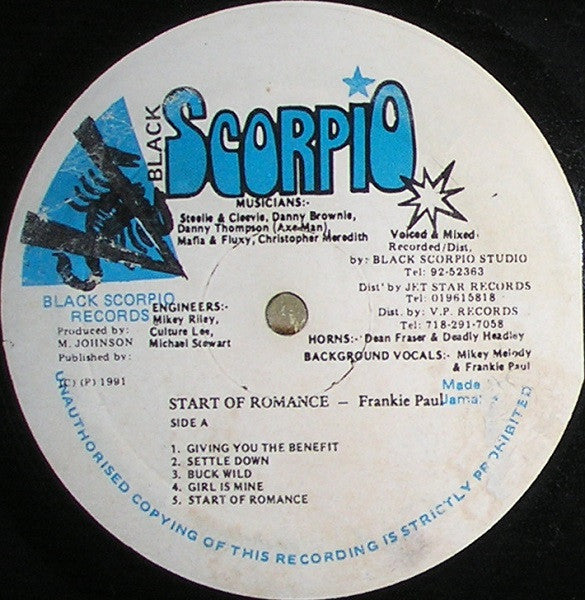 BLACK
SCORPIO
MUSICIANS:-
Steelie & Cleevie, Danny Brownie,
Danny Thompson (Axe-Man),
Mafia & Fluxy, Christopher Meredith
Voiced & Mixed
Recorded/Dist,
by: BLACK SCORPIO STUDIO
Tel: 92-52363
Dist' by JET STAR RECORDS
Tel: 019615818
Dist. by: V.P. RECORDS
Tel: 718-291-7058
BLACK SCORPIO
RECORDS
Produced by:
M. JOHNSON
Published by:
(C) (P) 1991
ENGINEERS:-
Mikey Riley,
Culture Lee,
Michael Stewart
HORNS:- Dean Fraser & Deadly Headley
BACKGROUND VOCALS:- Mikey Melody
& Frankie Paul
Made
START OF ROMANCE — Frankie Paul
SIDE A
1. GIVING YOU THE BENEFIT
2. SETTLE DOWN
3. BUCK WILD
4. GIRL IS MINE
5. START OF ROMANCE
UNAUTHORISED COPYING OF THIS RECORDING IS STRICTLY PROHIBITED